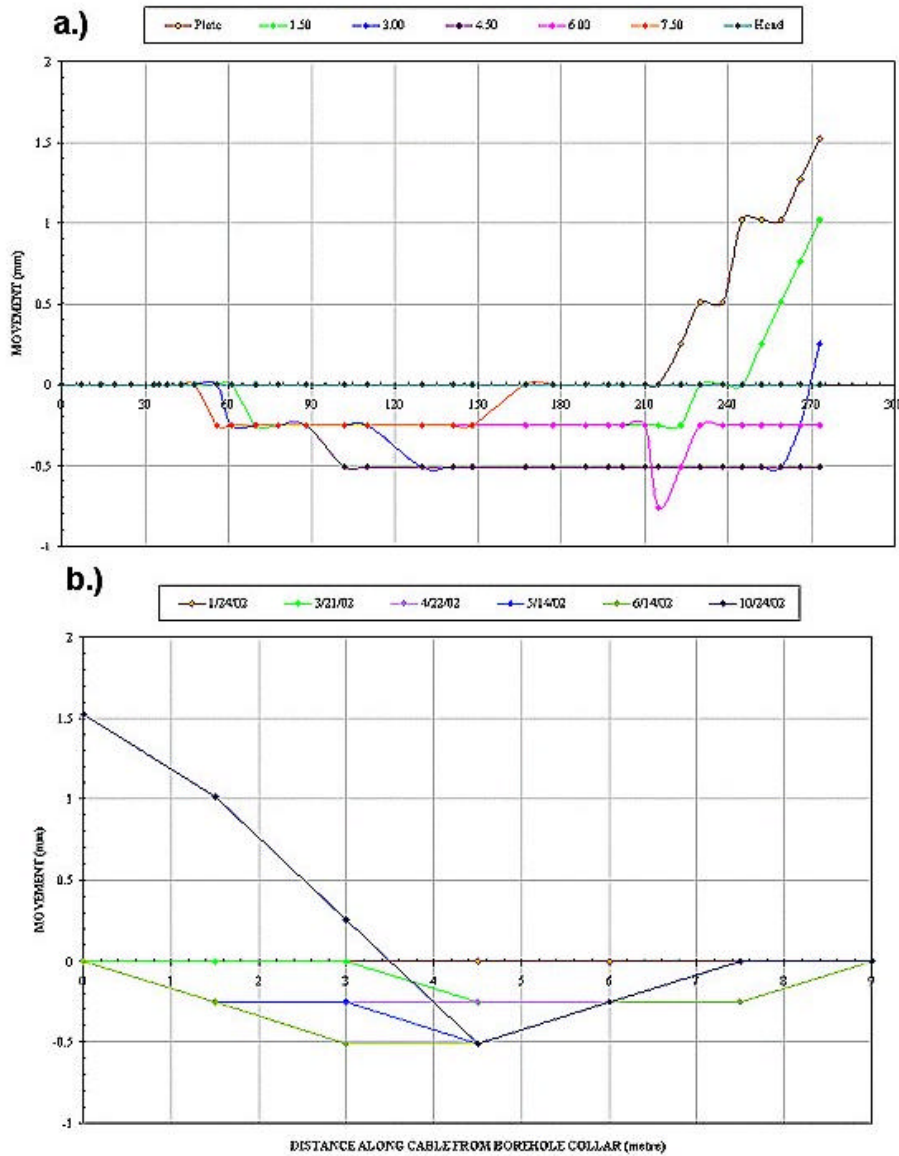 a.)
Plate 1.50 3.00 4.50 6.00 7.50 Head
2
1.5
1
0.5
0
-0.5
-1
0 30 60 90 120 150 180 210 240 270 300
MOVEMENT (mm)
b.)
1/24/02 3/21/02 4/22/02 5/14/02 6/14/02 10/24/02
2
1.5
1
0.5
0
-0.5
-1
0 1 2 3 4 5 6 7 8 9
MOVEMENT (mm)
DISTANCE ALONG CABLE FROM BOREHOLE COLLAR (metre)